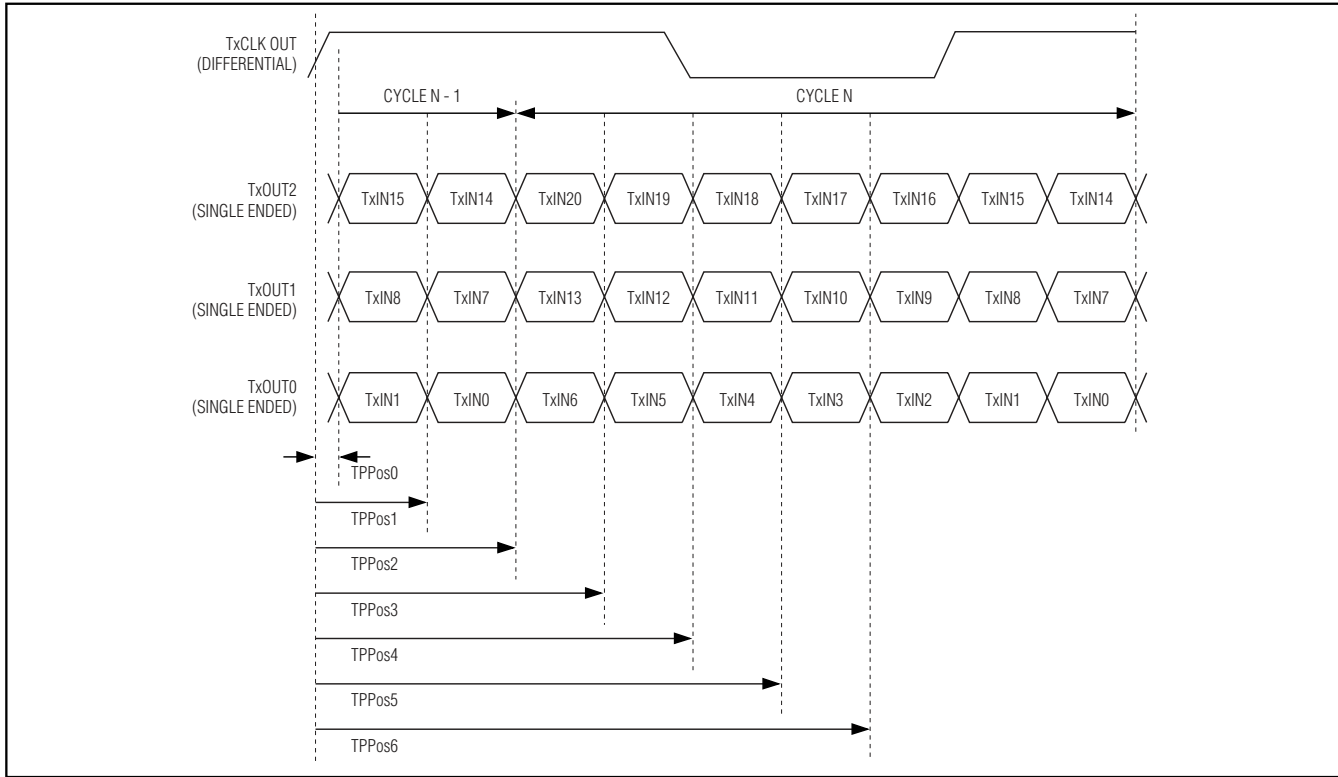 TxCLK OUT
(DIFFERENTIAL)
CYCLE N - 1
CYCLE N
TxOUT2
(SINGLE ENDED)
TxIN15 TxIN14 TxIN20 TxIN19 TxIN18 TxIN17 TxIN16 TxIN15 TxIN14
TxOUT1
(SINGLE ENDED)
TxIN8 TxIN7 TxIN13 TxIN12 TxIN11 TxIN10 TxIN9 TxIN8 TxIN7
TxOUT0
(SINGLE ENDED)
TxIN1 TxIN0 TxIN6 TxIN5 TxIN4 TxIN3 TxIN2 TxIN1 TxIN0
TPPos0
TPPos1
TPPos2
TPPos3
TPPos4
TPPos5
TPPos6